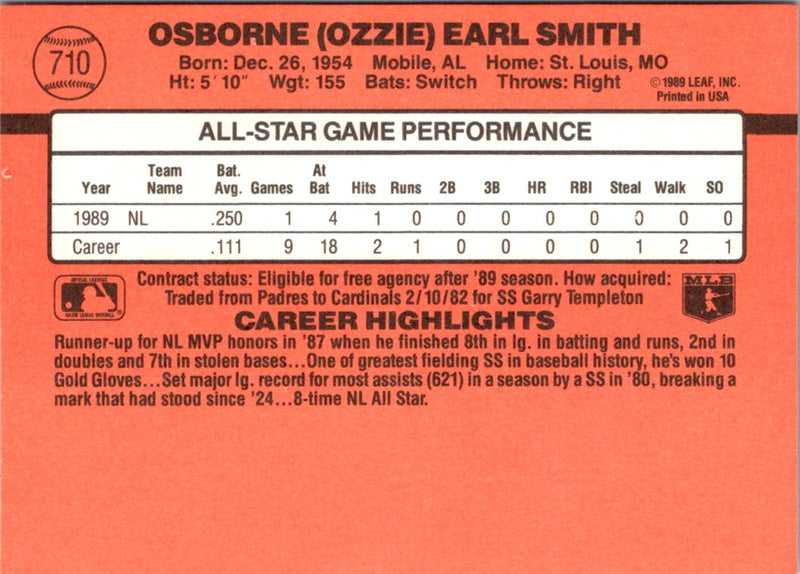 710
OSBORNE (OZZIE) EARL SMITH
Born: Dec. 26, 1954 Mobile, AL Home: St. Louis, MO
Ht: 5' 10" Wgt: 155 Bats: Switch Throws: Right
©1989 LEAF, INC.
Printed in USA
ALL-STAR GAME PERFORMANCE
Year Team Name Bat. Avg. Games At Bat Hits Runs 2B 3B HR RBI Steal Walk SO
1989 NL .250 1 4 1 0 0 0 0 0 0 0 0
Career .111 9 18 2 1 0 0 0 0 1 2 1
OFFICIAL LICENSEE
MAJOR LEAGUE BASEBALL
Contract status: Eligible for free agency after '89 season. How acquired:
Traded from Padres to Cardinals 2/10/82 for SS Garry Templeton
MLB
CAREER HIGHLIGHTS
Runner-up for NL MVP honors in '87 when he finished 8th in lg. in batting and runs, 2nd in
doubles and 7th in stolen bases...One of greatest fielding SS in baseball history, he's won 10
Gold Gloves...Set major lg. record for most assists (621) in a season by a SS in '80, breaking a
mark that had stood since '24...8-time NL All Star.